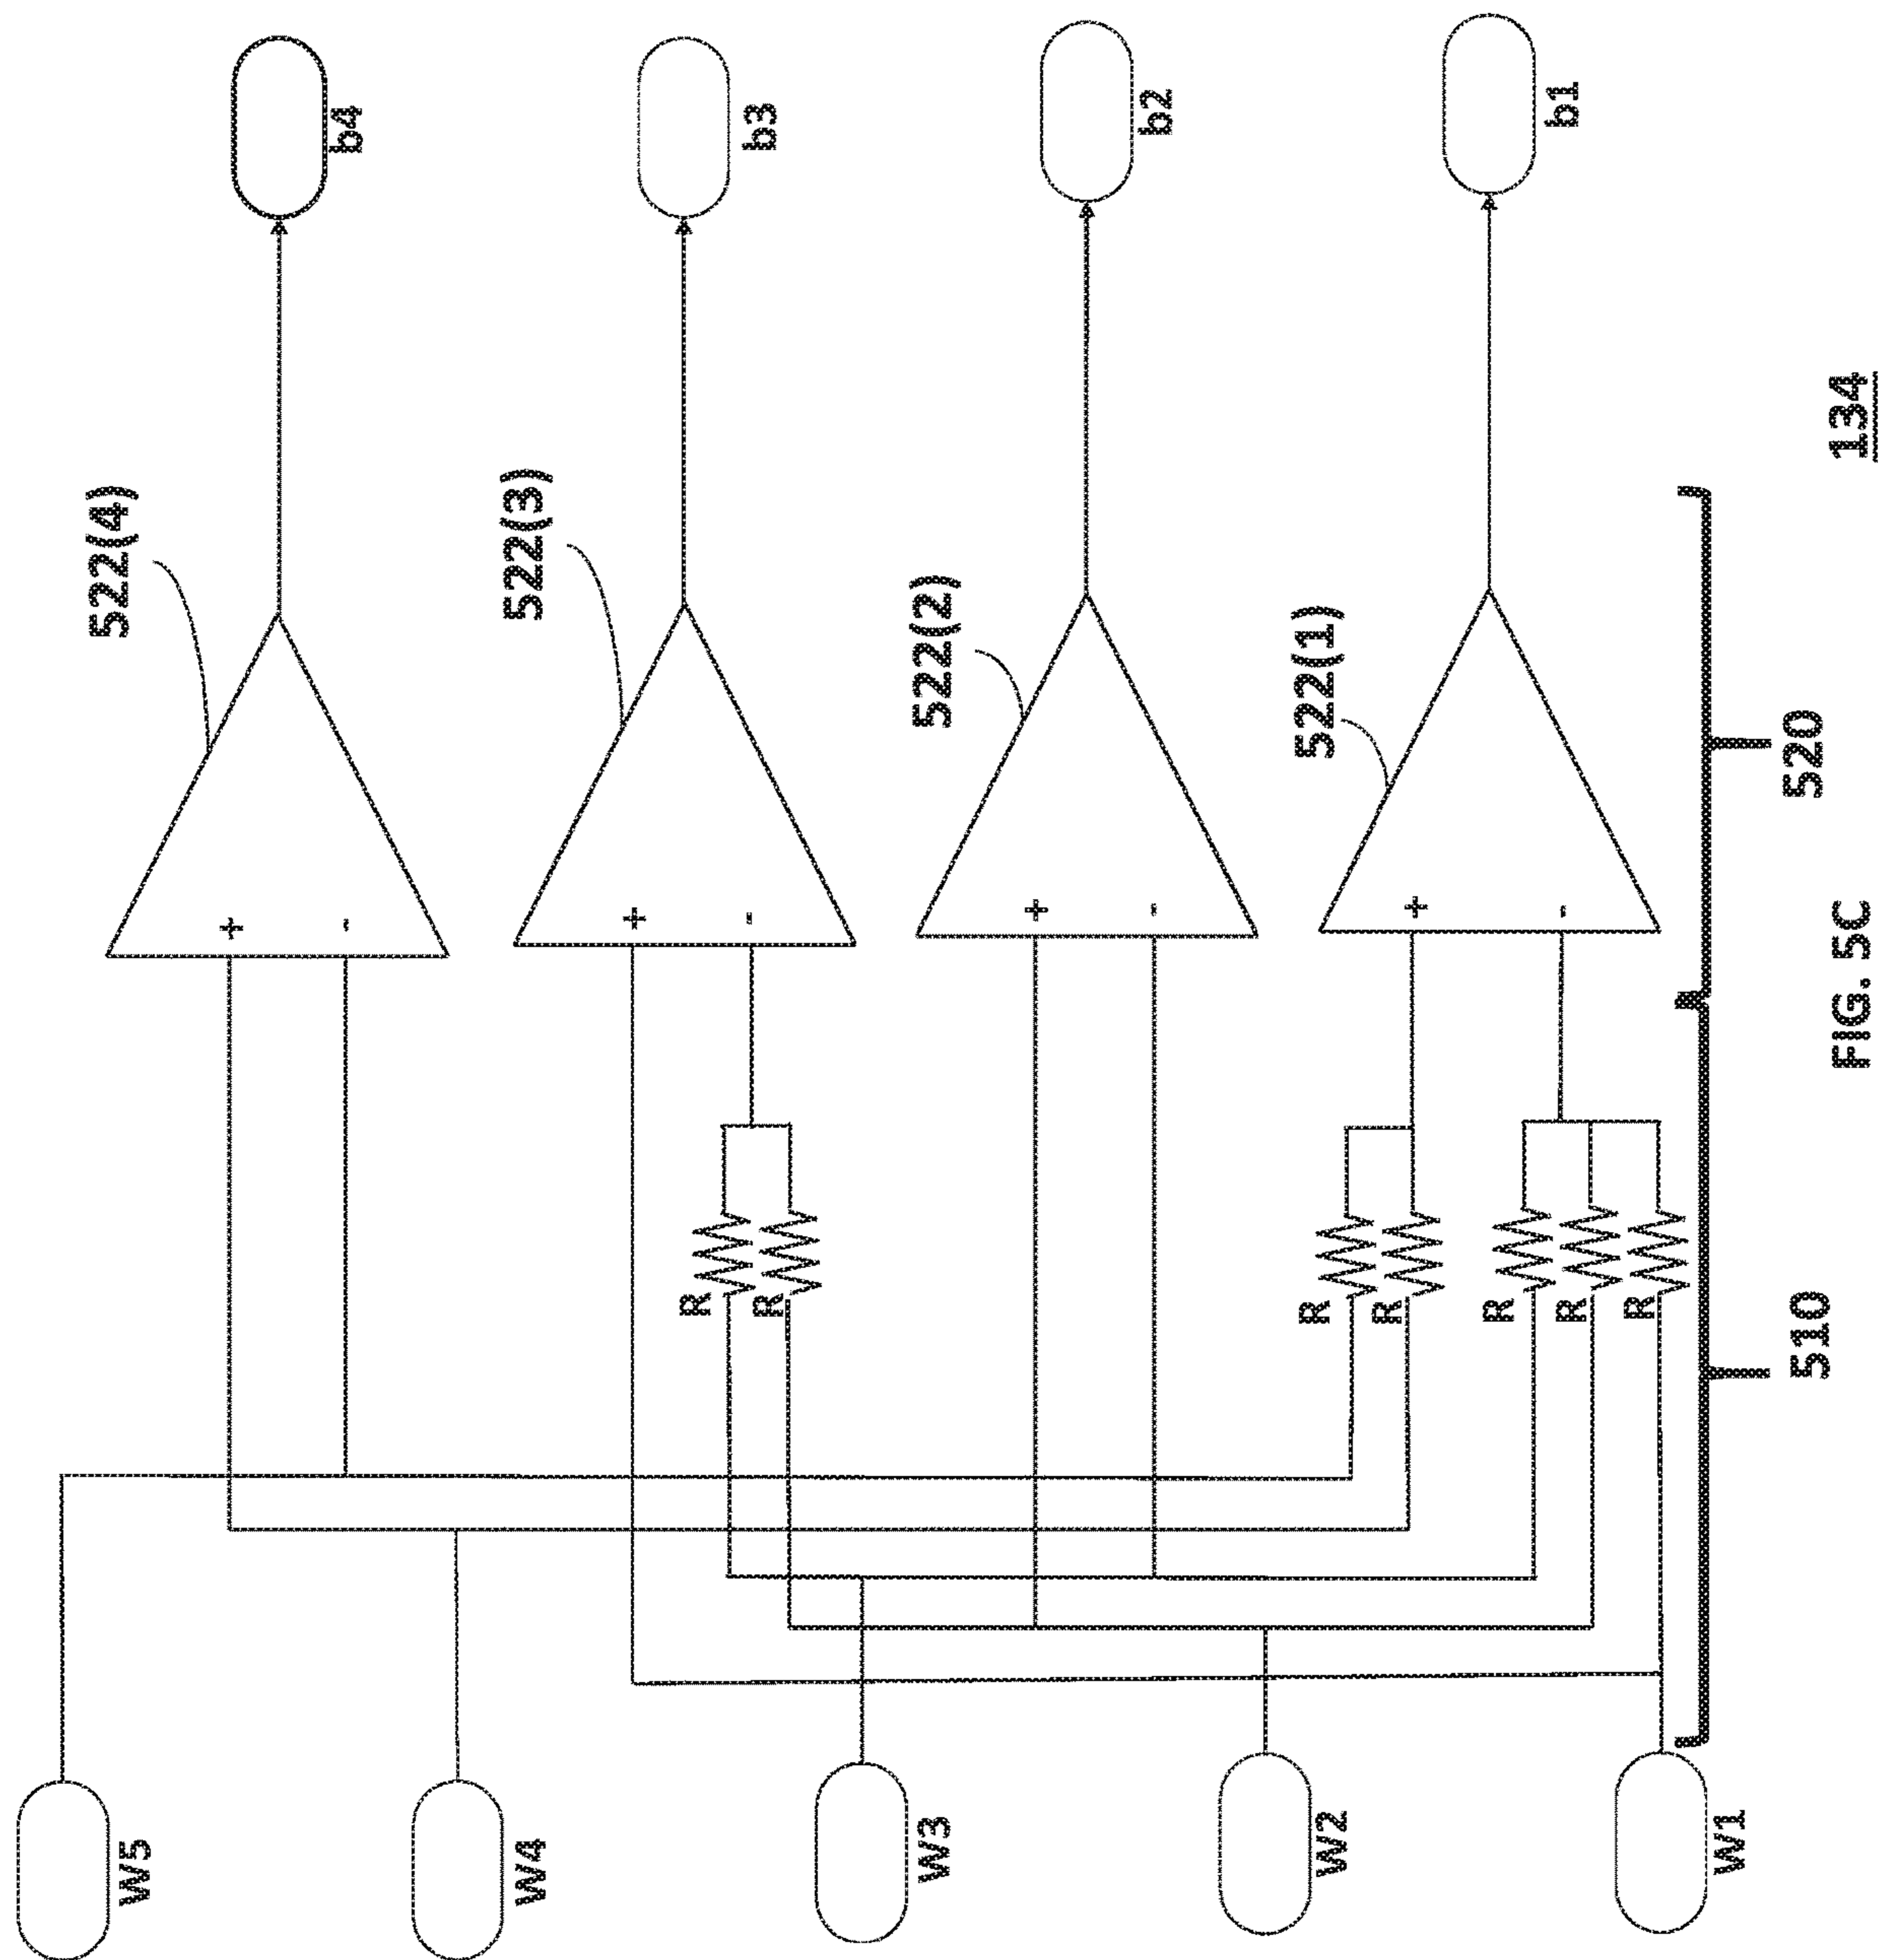 W5
W4
W3
W2
W1
R
R
R
R
R
R
R
+
-
+
-
+
-
+
-
522(4)
522(3)
522(2)
522(1)
b4
b3
b2
b1
510
520
FIG. 5C
134